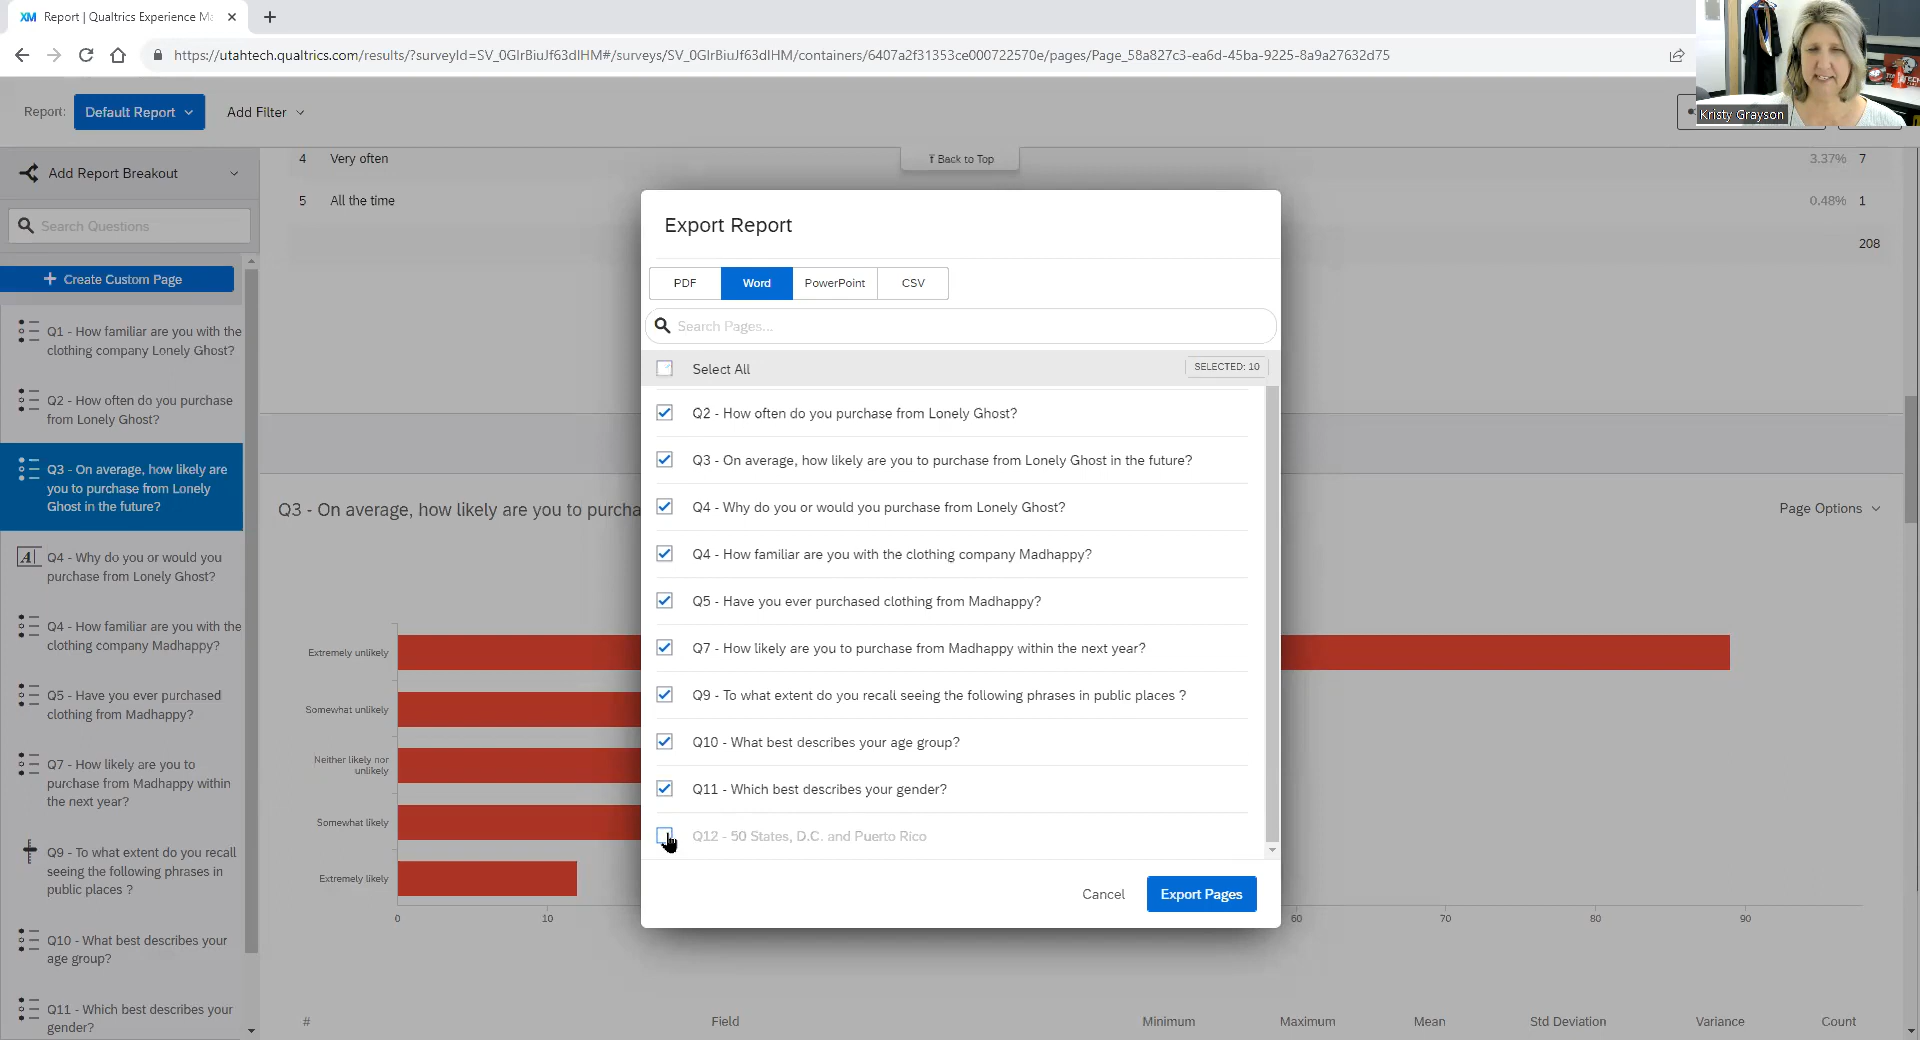 XM Report | Qualtrics Experience Ma
https://utahtech.qualtrics.com/results/?surveyId=SV_0GlrBiuJf63dIHM#/surveys/SV_0GlrBiuJf63dIHM/containers/6407a2f31353ce000722570e/pages/Page_58a827c3-ea6d-45ba-9225-8a9a27632d75
Kristy Grayson
Report: Default Report Add Filter
Add Report Breakout
Search Questions
Create Custom Page
Q1 - How familiar are you with the
clothing company Lonely Ghost?
Q2 - How often do you purchase
from Lonely Ghost?
Q3 - On average, how likely are
you to purchase from Lonely
Ghost in the future?
Q4 - Why do you or would you
purchase from Lonely Ghost?
Q4 - How familiar are you with the
clothing company Madhappy?
Q5 - Have you ever purchased
clothing from Madhappy?
Q7 - How likely are you to
purchase from Madhappy within
the next year?
Q9 - To what extent do you recall
seeing the following phrases in
public places ?
Q10 - What best describes your
age group?
Q11 - Which best describes your
gender?
4 Very often 3.37% 7
Back to Top
5 All the time 0.48% 1
208
Export Report
PDF Word PowerPoint CSV
Search Pages...
Select All SELECTED: 10
Q2 - How often do you purchase from Lonely Ghost?
Q3 - On average, how likely are you to purchase from Lonely Ghost in the future?
Q4 - Why do you or would you purchase from Lonely Ghost?
Q4 - How familiar are you with the clothing company Madhappy?
Q5 - Have you ever purchased clothing from Madhappy?
Q7 - How likely are you to purchase from Madhappy within the next year?
Q9 - To what extent do you recall seeing the following phrases in public places ?
Q10 - What best describes your age group?
Q11 - Which best describes your gender?
Q12 - 50 States, D.C. and Puerto Rico
Cancel Export Pages
Q3 - On average, how likely are you to purcha
Page Options
Extremely unlikely
Somewhat unlikely
Neither likely nor
unlikely
Somewhat likely
Extremely likely
0 10 60 70 80 90
# Field Minimum Maximum Mean Std Deviation Variance Count